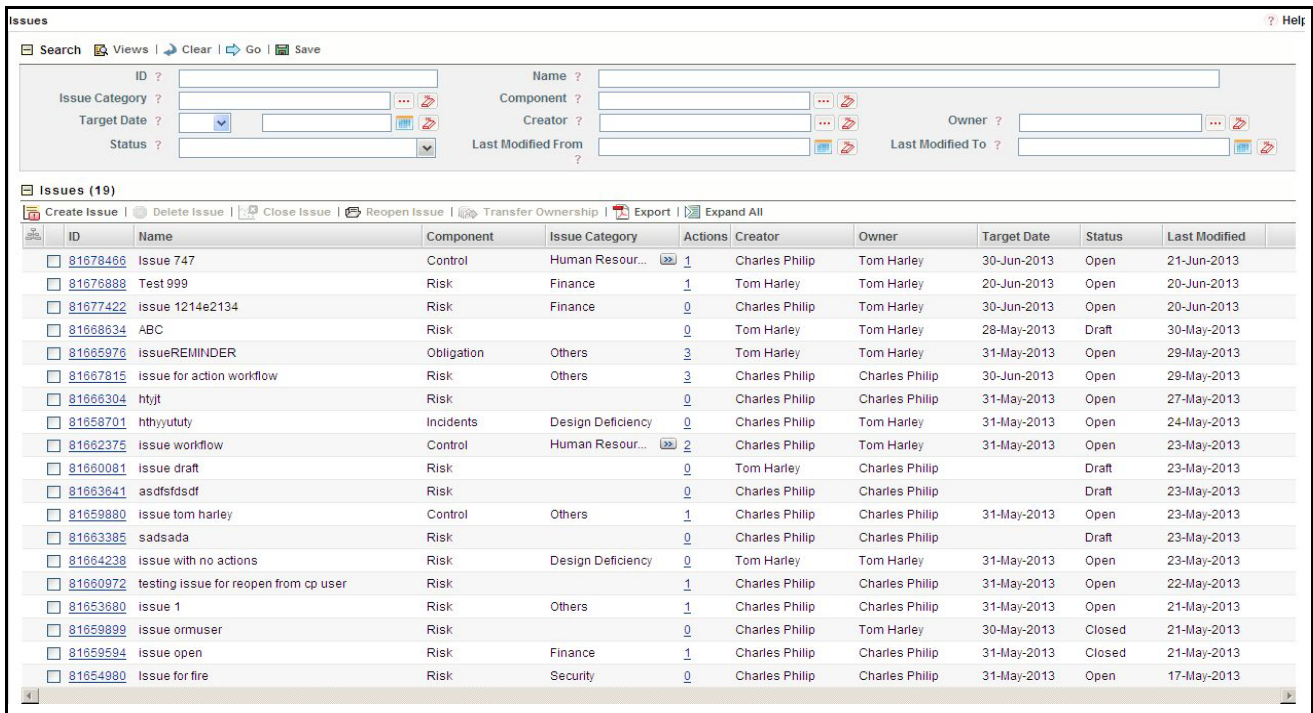 Issues ? Help
Search Views | Clear | Go | Save
ID ? Name ?
Issue Category ? ... Component ? ...
Target Date ? Creator ? ... Owner ? ...
Status ? Last Modified From ? Last Modified To ?
Issues (19)
Create Issue | Delete Issue | Close Issue | Reopen Issue | Transfer Ownership | Export | Expand All
ID Name Component Issue Category Actions Creator Owner Target Date Status Last Modified
81678466 Issue 747 Control Human Resour... >> 1 Charles Philip Tom Harley 30-Jun-2013 Open 21-Jun-2013
81676888 Test 999 Risk Finance 1 Tom Harley Tom Harley 20-Jun-2013 Open 20-Jun-2013
81677422 issue 1214e2134 Risk Finance 0 Charles Philip Tom Harley 30-Jun-2013 Open 20-Jun-2013
81668634 ABC Risk 0 Tom Harley Tom Harley 28-May-2013 Draft 30-May-2013
81665976 issueREMINDER Obligation Others 3 Tom Harley Tom Harley 31-May-2013 Open 29-May-2013
81667815 issue for action workflow Risk Others 3 Charles Philip Charles Philip 30-Jun-2013 Open 29-May-2013
81666304 htyjt Risk 0 Charles Philip Charles Philip 31-May-2013 Open 27-May-2013
81658701 hthyyututy Incidents Design Deficiency 0 Charles Philip Tom Harley 31-May-2013 Open 24-May-2013
81662375 issue workflow Control Human Resour... >> 2 Charles Philip Tom Harley 31-May-2013 Open 23-May-2013
81660081 issue draft Risk 0 Tom Harley Charles Philip Draft 23-May-2013
81663641 asdfsfdsdf Risk 0 Charles Philip Charles Philip Draft 23-May-2013
81659880 issue tom harley Control Others 1 Charles Philip Charles Philip 31-May-2013 Open 23-May-2013
81663385 sadsada Risk 0 Charles Philip Charles Philip Draft 23-May-2013
81664238 issue with no actions Risk Design Deficiency 0 Tom Harley Tom Harley 31-May-2013 Open 23-May-2013
81660972 testing issue for reopen from cp user Risk 1 Charles Philip Charles Philip 31-May-2013 Open 22-May-2013
81653680 issue 1 Risk Others 1 Charles Philip Charles Philip 31-May-2013 Open 21-May-2013
81659899 issue ormuser Risk 0 Charles Philip Tom Harley 30-May-2013 Closed 21-May-2013
81659594 issue open Risk Finance 1 Charles Philip Charles Philip 31-May-2013 Closed 21-May-2013
81654980 Issue for fire Risk Security 0 Charles Philip Charles Philip 31-May-2013 Open 17-May-2013